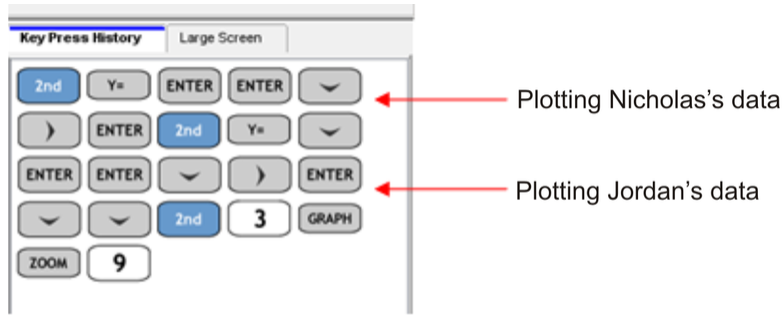 Key Press History Large Screen
2nd Y= ENTER ENTER
Plotting Nicholas's data
ENTER 2nd Y=
ENTER ENTER ENTER
Plotting Jordan's data
2nd 3 GRAPH
ZOOM 9